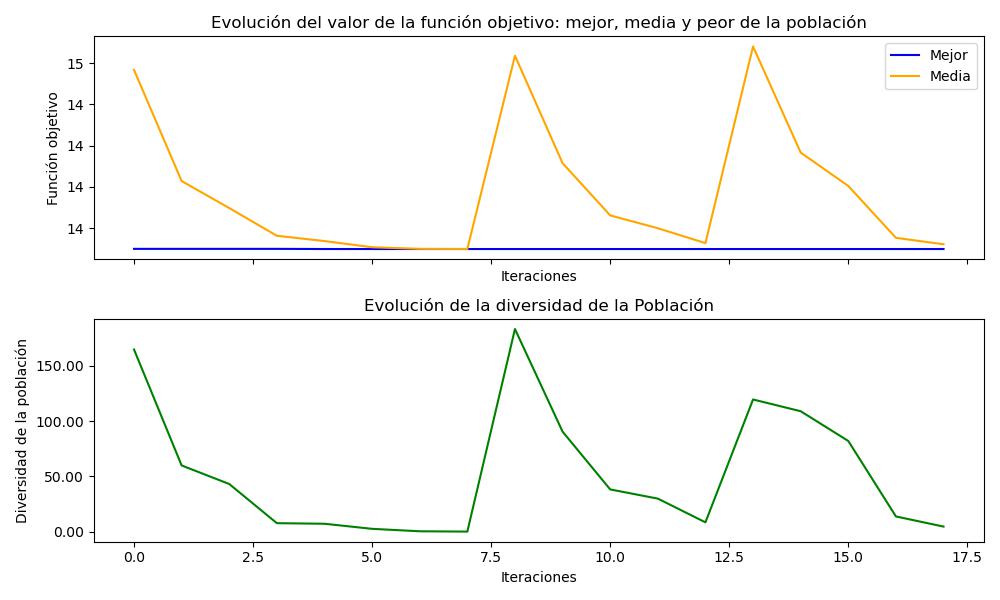 Evolución del valor de la función objetivo: mejor, media y peor de la población
Función objetivo
15
14
14
14
14
Mejor
Media
Iteraciones
Evolución de la diversidad de la Población
Diversidad de la población
150.00
100.00
50.00
0.00
0.0 2.5 5.0 7.5 10.0 12.5 15.0 17.5
Iteraciones